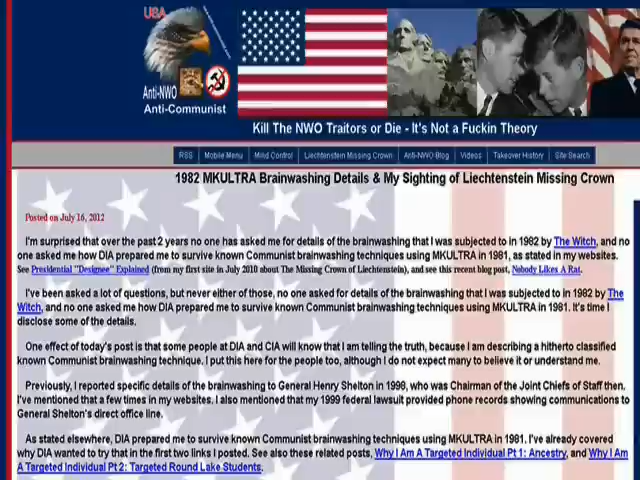 USA
Anti-NWO
Anti-Communist
Kill The NWO Traitors or Die - It's Not a Fuckin Theory
RSS Mobile Menu Mind Control Liechtenstein Missing Crown Anti-NWO Blog Videos Takeover History Site Search
1982 MKULTRA Brainwashing Details & My Sighting of Liechtenstein Missing Crown
Posted on July 16, 2012
I'm surprised that over the past 2 years no one has asked me for details of the brainwashing that I was subjected to in 1982 by The Witch, and no
one asked me how DIA prepared me to survive known Communist brainwashing techniques using MKULTRA in 1981, as stated in my websites.
See Presidential "Designee" Explained (from my first site in July 2010 about The Missing Crown of Liechtenstein), and see this recent blog post, Nobody Likes A Rat.
I've been asked a lot of questions, but never either of those, no one asked for details of the brainwashing that I was subjected to in 1982 by The
Witch, and no one asked me how DIA prepared me to survive known Communist brainwashing techniques using MKULTRA in 1981. It's time I
disclose some of the details.
One effect of today's post is that some people at DIA and CIA will know that I am telling the truth, because I am describing a hitherto classified
known Communist brainwashing technique. I put this here for the people too, although I do not expect many to believe it or understand me.
Previously, I reported specific details of the brainwashing to General Henry Shelton in 1998, who was Chairman of the Joint Chiefs of Staff then.
I've mentioned that a few times in my websites. I also mentioned that my 1999 federal lawsuit provided phone records showing communications to
General Shelton's direct office line.
As stated elsewhere, DIA prepared me to survive known Communist brainwashing techniques using MKULTRA in 1981. I've already covered
why DIA wanted to try that in the first two links I posted. See also these related posts, Why I Am A Targeted Individual Pt 1: Ancestry, and Why I Am
A Targeted Individual Pt 2: Targeted Round Lake Students.